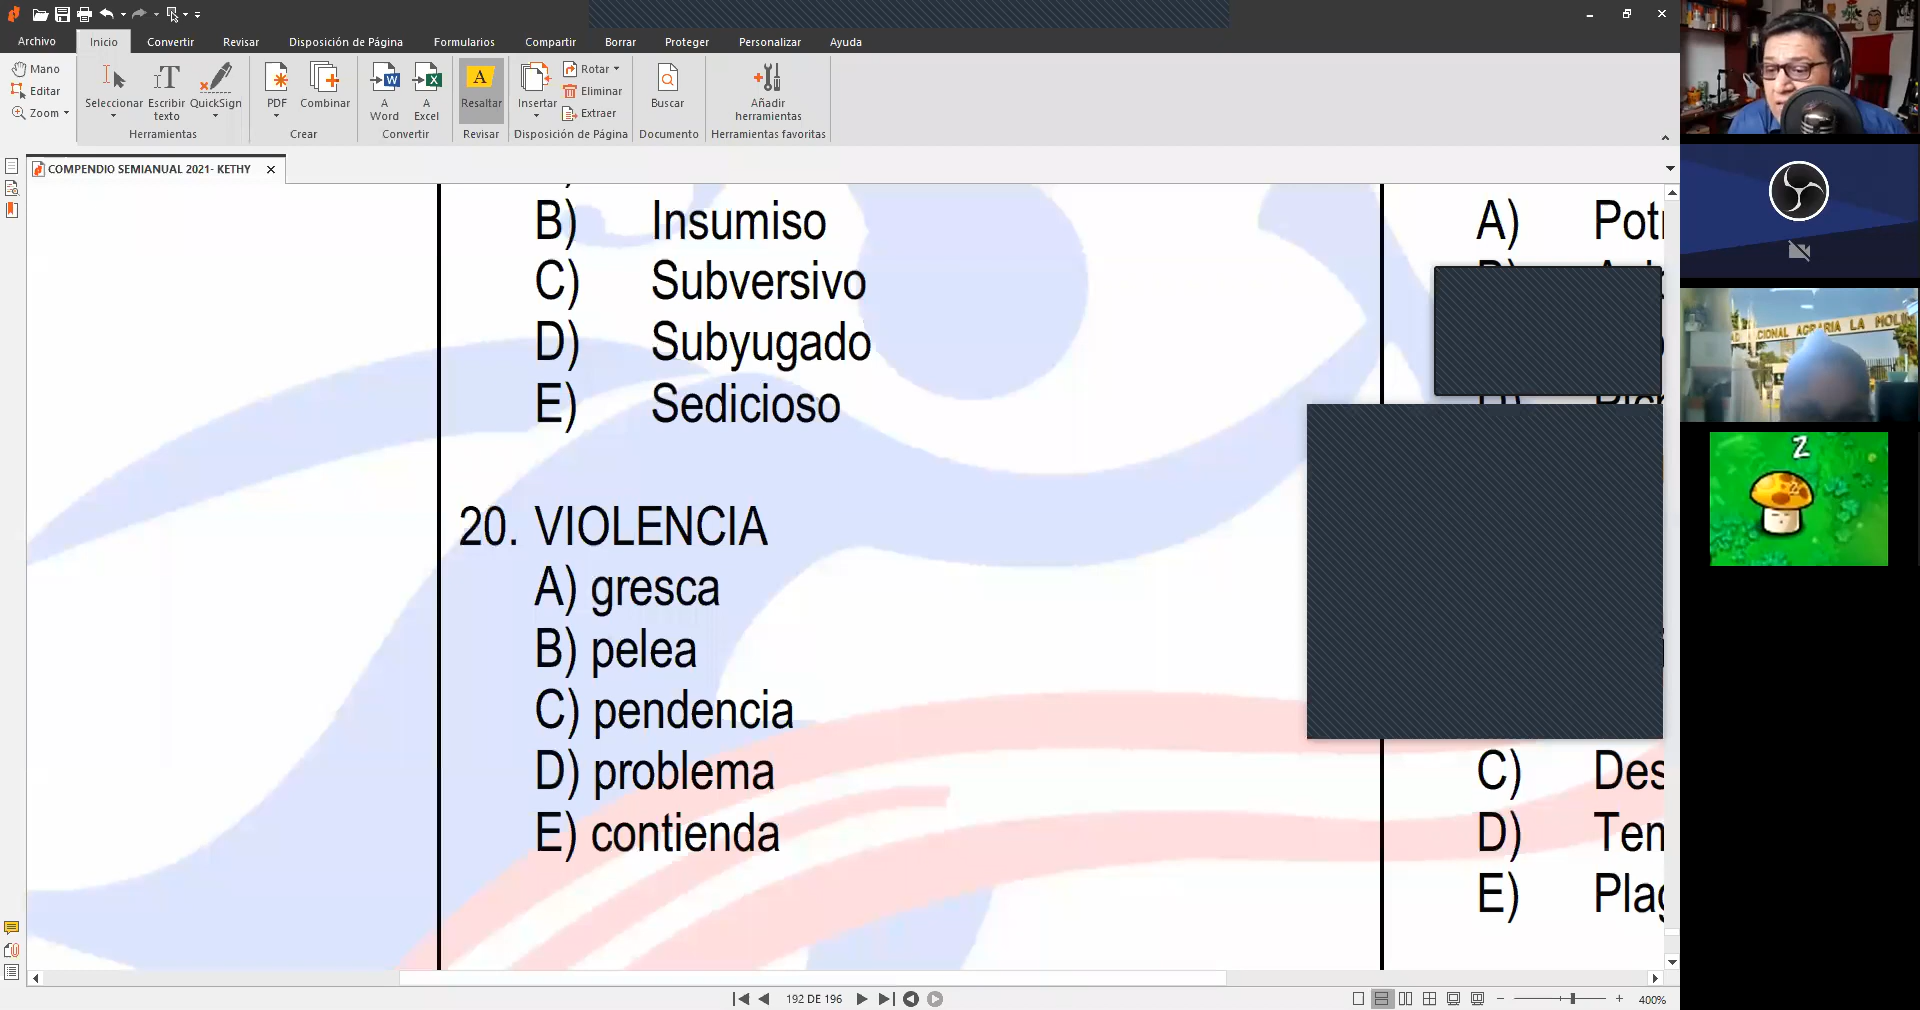 Archivo Inicio Convertir Revisar Disposición de Página Formularios Compartir Borrar Proteger Personalizar Ayuda
Mano
Editar
Zoom
Seleccionar
Escribir texto
QuickSign
Herramientas
PDF
Combinar
Crear
A Word
A Excel
Convertir
Resaltar
Revisar
Insertar
Rotar
Eliminar
Extraer
Disposición de Página
Buscar
Documento
Añadir herramientas
Herramientas favoritas
COMPENDIO SEMIANUAL 2021- KETHY
B) Insumiso
C) Subversivo
D) Subyugado
E) Sedicioso
20. VIOLENCIA
A) gresca
B) pelea
C) pendencia
D) problema
E) contienda
A)
C)
D)
E)
192 DE 196
400%
AGRARIA LA
Z